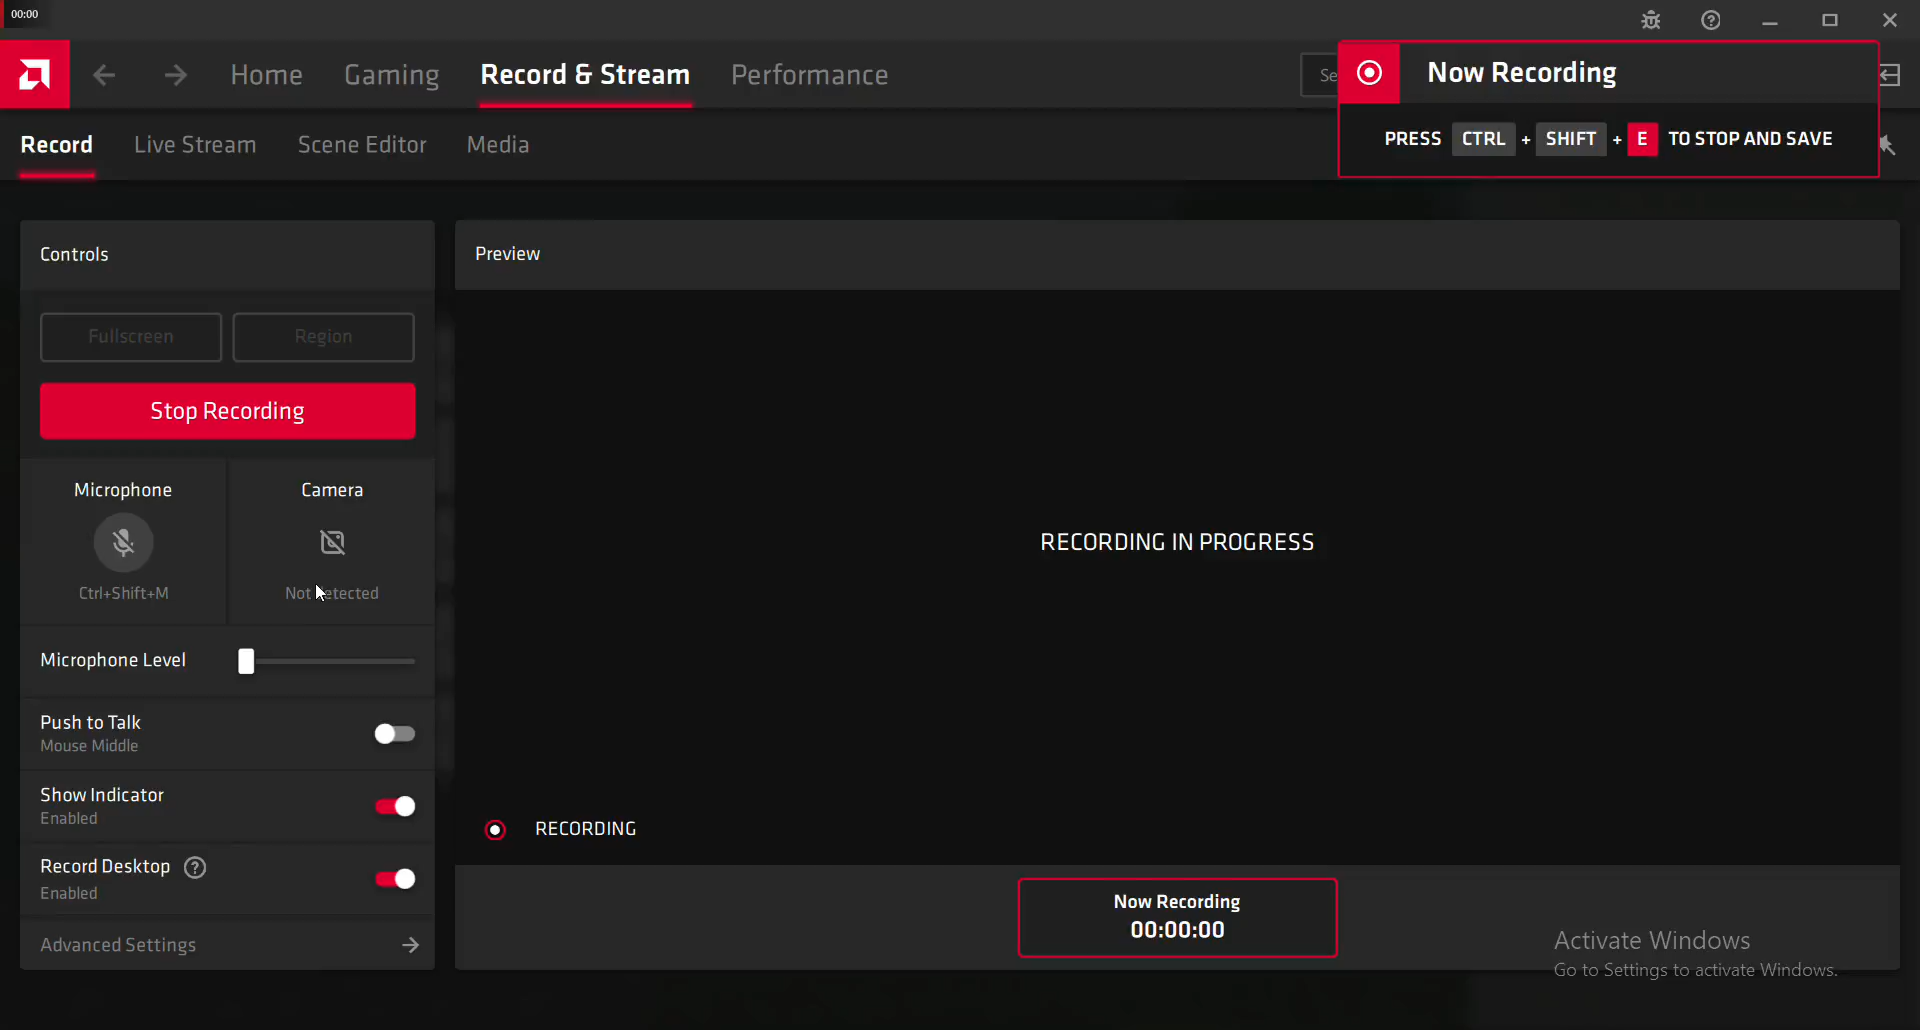 00:00
Home Gaming Record & Stream Performance
Se
Now Recording
PRESS CTRL + SHIFT + E TO STOP AND SAVE
Record Live Stream Scene Editor Media
Controls
Fullscreen Region
Stop Recording
Microphone Camera
Ctrl+Shift+M
Not
Microphone Level
Push to Talk
Mouse Middle
Show Indicator
Enabled
Record Desktop ?
Enabled
Advanced Settings
Preview
RECORDING IN PROGRESS
RECORDING
Now Recording
00:00:00
Activate Windows
Go to Settings to activate Windows.